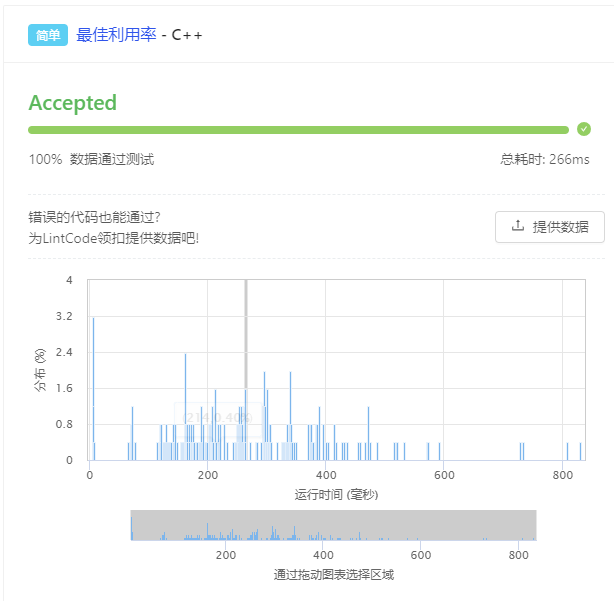 简单 最佳利用率 - C++
Accepted
100% 数据通过测试 总耗时: 266ms
错误的代码也能通过?
为LintCode领扣提供数据吧!
提供数据
4
3.2
2.4
1.6
0.8
0
分布 (%)
(214, 0.40%)
0 200 400 600 800
运行时间 (毫秒)
200 400 600 800
通过拖动图表选择区域